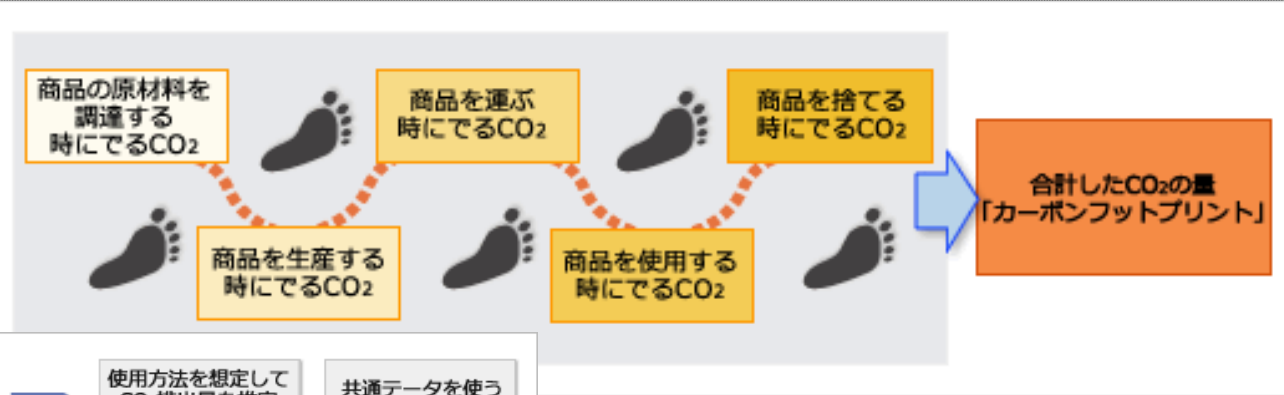 商品の原材料を
調達する
時にでるCO₂
商品を生産する
時にでるCO₂
商品を運ぶ
時にでるCO₂
商品を使用する
時にでるCO₂
商品を捨てる
時にでるCO₂
合計したCO₂の量
「カーボンフットプリント」
使用方法を想定して
共通データを使う